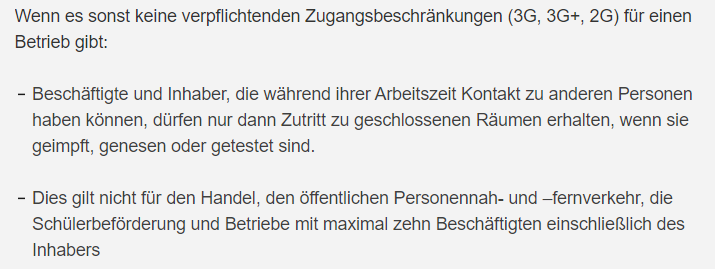 Wenn es sonst keine verpflichtenden Zugangsbeschränkungen (3G, 3G+, 2G) für einen
Betrieb gibt:
– Beschäftigte und Inhaber, die während ihrer Arbeitszeit Kontakt zu anderen Personen
haben können, dürfen nur dann Zutritt zu geschlossenen Räumen erhalten, wenn sie
geimpft, genesen oder getestet sind.
– Dies gilt nicht für den Handel, den öffentlichen Personennah- und –fernverkehr, die
Schülerbeförderung und Betriebe mit maximal zehn Beschäftigten einschließlich des
Inhabers